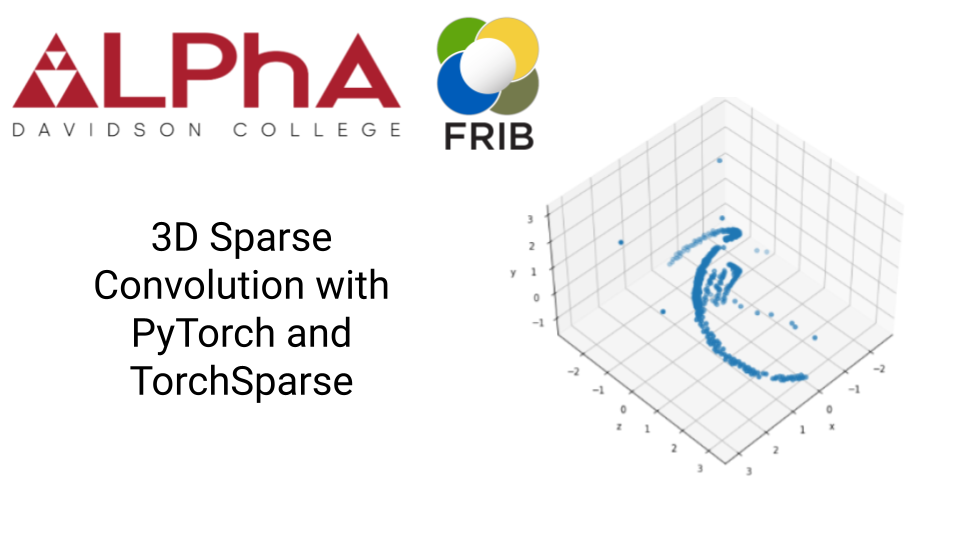 ALPhA
DAVIDSON COLLEGE
FRIB
3D Sparse
Convolution with
PyTorch and
TorchSparse
3
2
1
0
−1
y
−2
−1
0
1
2
3
z
−2
−1
0
1
2
3
x